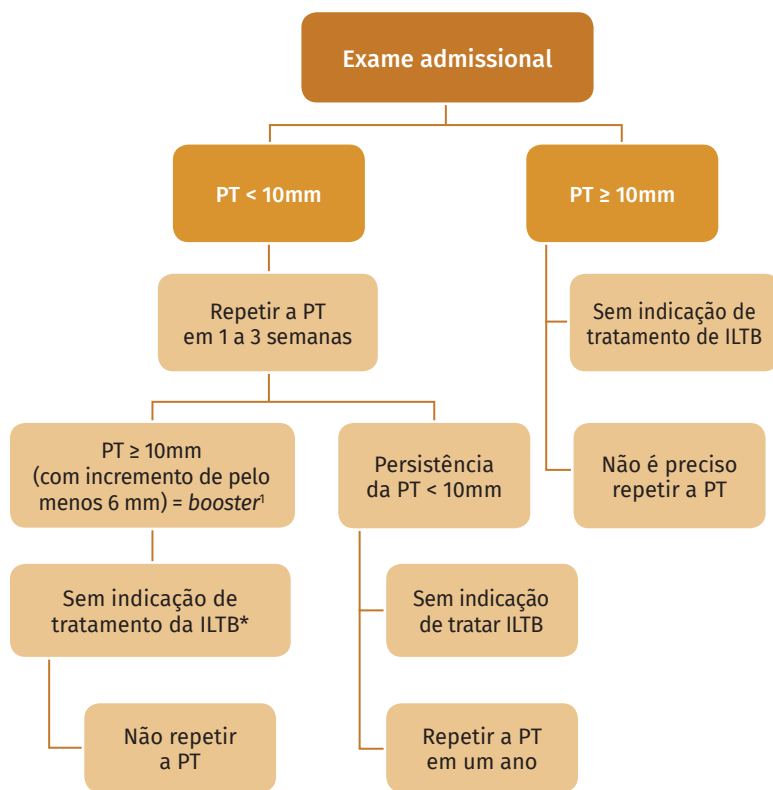 Exame admissional
PT < 10mm
PT ≥ 10mm
Repetir a PT
em 1 a 3 semanas
Sem indicação de
tratamento de ILTB
PT ≥ 10mm
(com incremento de pelo
menos 6 mm) = booster¹
Persistência
da PT < 10mm
Não é preciso
repetir a PT
Sem indicação de
tratamento da ILTB*
Sem indicação
de tratar ILTB
Não repetir
a PT
Repetir a PT
em um ano